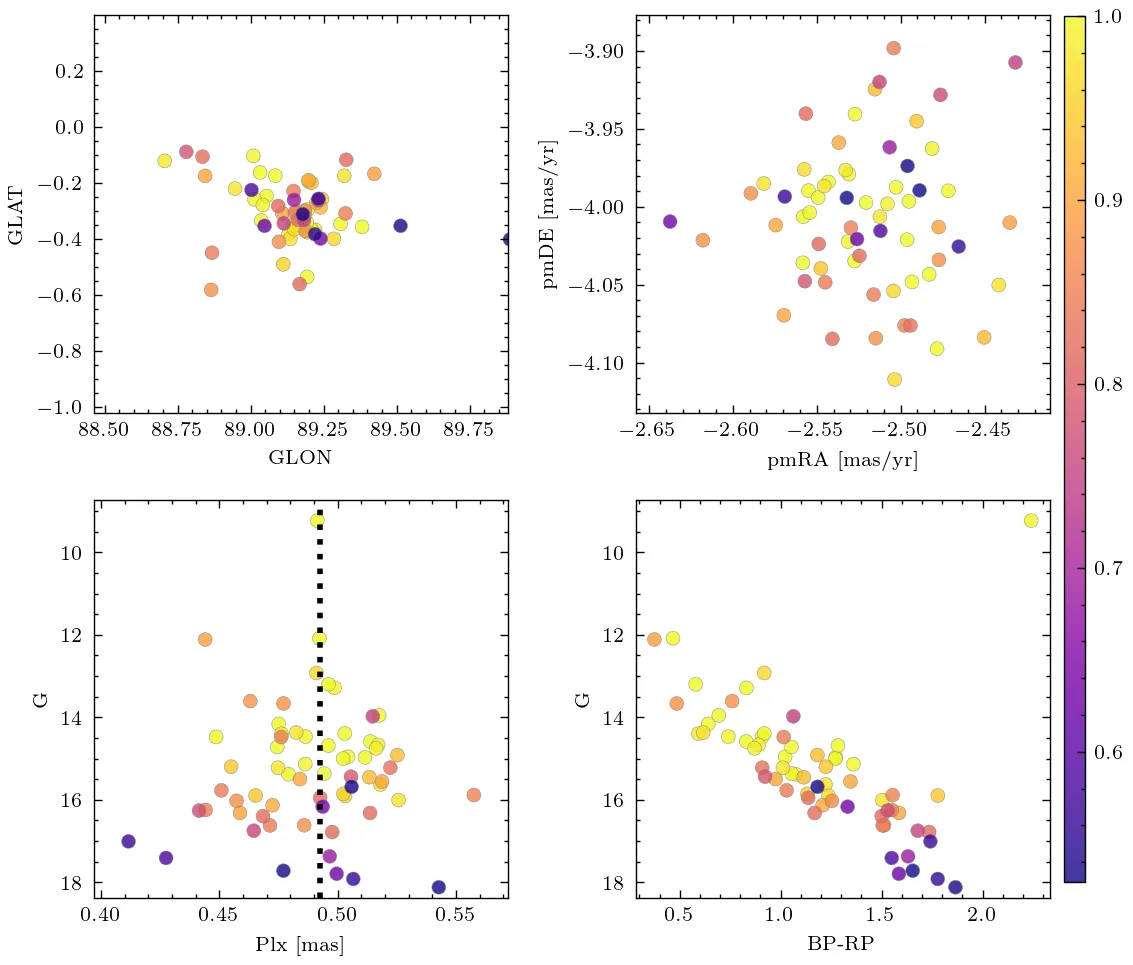 0.2
0.0
−0.2
−0.4
−0.6
−0.8
−1.0
GLAT
88.50 88.75 89.00 89.25 89.50 89.75
GLON
−3.90
−3.95
−4.00
−4.05
−4.10
pmDE [mas/yr]
−2.65 −2.60 −2.55 −2.50 −2.45
pmRA [mas/yr]
1.0
0.9
0.8
0.7
0.6
10
12
14
16
18
G
0.40 0.45 0.50 0.55
Plx [mas]
10
12
14
16
18
G
0.5 1.0 1.5 2.0
BP-RP